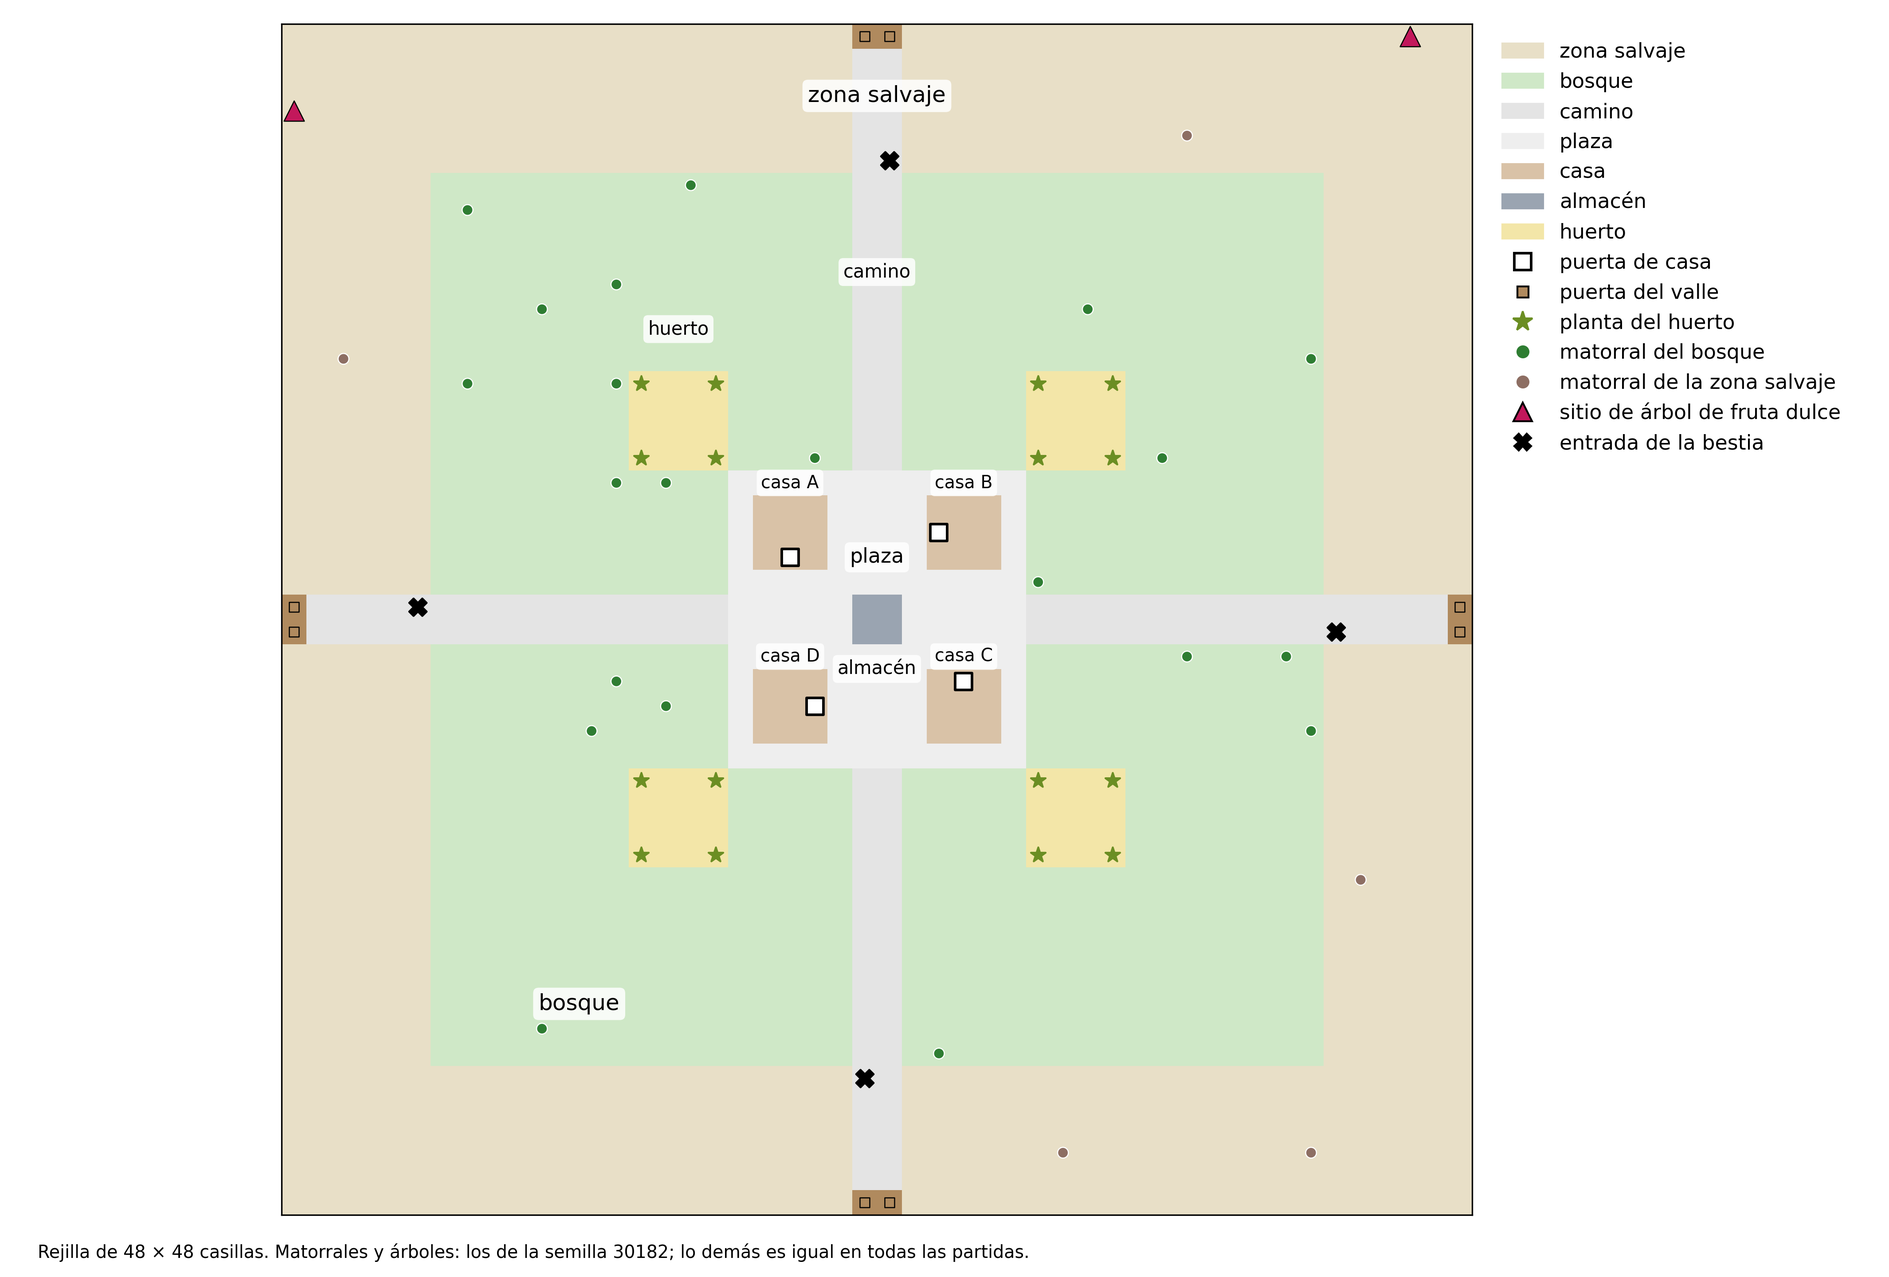 zona salvaje
camino
huerto
casa A
casa B
plaza
casa D
almacén
casa C
bosque
zona salvaje
bosque
camino
plaza
casa
almacén
huerto
puerta de casa
puerta del valle
planta del huerto
matorral del bosque
matorral de la zona salvaje
sitio de árbol de fruta dulce
entrada de la bestia
Rejilla de 48 × 48 casillas. Matorrales y árboles: los de la semilla 30182; lo demás es igual en todas las partidas.